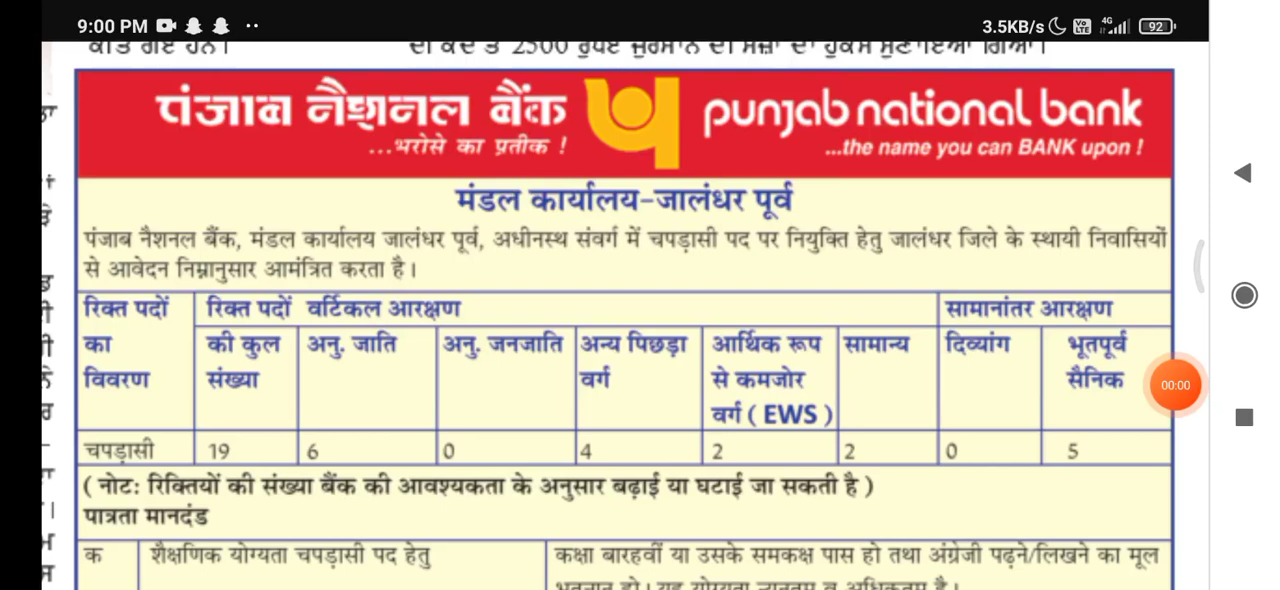 9:00 PM
3.5KB/s 4G 92
2500
पंजाब नैशनल बैंक
...भरोसे का प्रतीक !
punjab national bank
...the name you can BANK upon !
मंडल कार्यालय-जालंधर पूर्व
पंजाब नैशनल बैंक, मंडल कार्यालय जालंधर पूर्व, अधीनस्थ संवर्ग में चपड़ासी पद पर नियुक्ति हेतु जालंधर जिले के स्थायी निवासियों
से आवेदन निम्नानुसार आमंत्रित करता है।
रिक्त पदों रिक्त पदों वर्टिकल आरक्षण सामानांतर आरक्षण
का की कुल अनु. जाति अनु. जनजाति अन्य पिछड़ा आर्थिक रूप सामान्य दिव्यांग भूतपूर्व
विवरण संख्या वर्ग से कमजोर सैनिक
वर्ग ( EWS )
चपड़ासी 19 6 0 4 2 2 0 5
00:00
( नोट: रिक्तियों की संख्या बैंक की आवश्यकता के अनुसार बढ़ाई या घटाई जा सकती है )
पात्रता मानदंड
क शैक्षणिक योग्यता चपड़ासी पद हेतु कक्षा बारहवीं या उसके समकक्ष पास हो तथा अंग्रेजी पढ़ने/लिखने का मूल